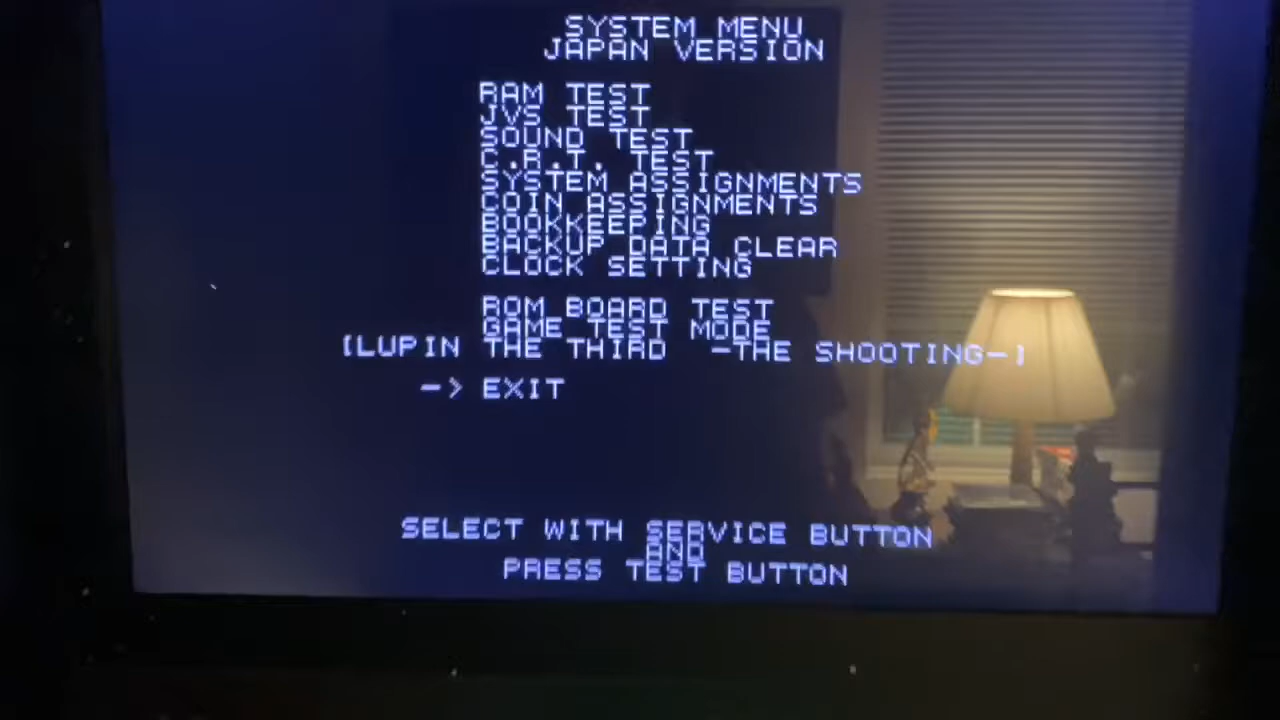 SYSTEM MENU
JAPAN VERSION
RAM TEST
JVS TEST
SOUND TEST
C.R.T. TEST
SYSTEM ASSIGNMENTS
COIN ASSIGNMENTS
BOOKKEEPING
BACKUP DATA CLEAR
CLOCK SETTING
ROM BOARD TEST
GAME TEST MODE
[LUPIN THE THIRD -THE SHOOTING-]
-> EXIT
SELECT WITH SERVICE BUTTON
AND
PRESS TEST BUTTON